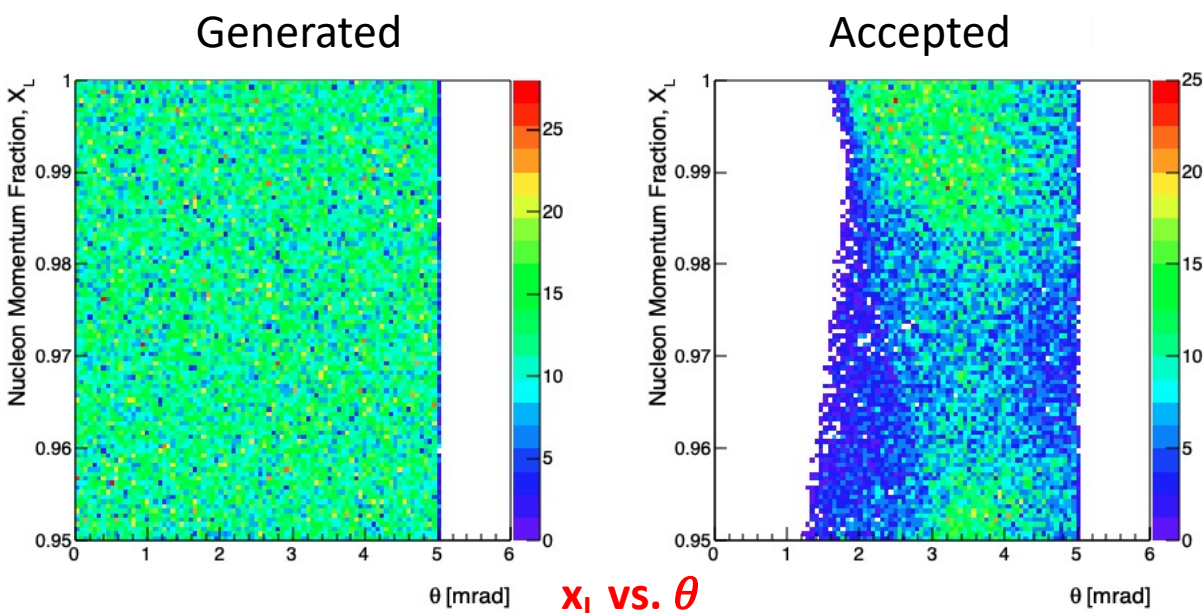 Generated
Accepted
Nucleon Momentum Fraction, X_L
1
0.99
0.98
0.97
0.96
0.95
0 1 2 3 4 5 6
θ [mrad]
25
20
15
10
5
0
Nucleon Momentum Fraction, X_L
1
0.99
0.98
0.97
0.96
0.95
0 1 2 3 4 5 6
θ [mrad]
25
20
15
10
5
0
x_L vs. θ